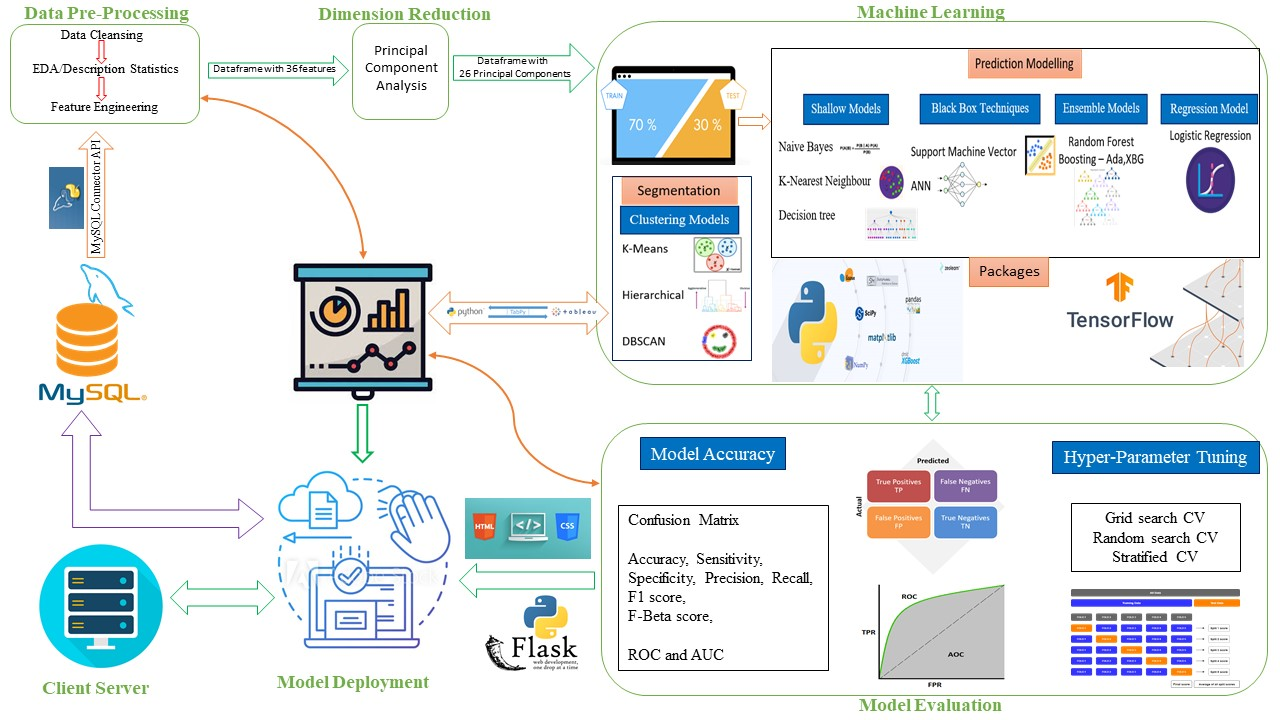 Data Pre-Processing
Data Cleansing
EDA/Description Statistics
Feature Engineering
Dataframe with 36features
Dimension Reduction
Principal
Component
Analysis
Dataframe with
26 Principal Components
Machine Learning
TRAIN
TEST
70 %
30 %
Prediction Modelling
Shallow Models
Naive Bayes
K-Nearest Neighbour
Decision tree
Black Box Techniques
Support Machine Vector
ANN
Ensemble Models
Random Forest
Boosting – Ada,XBG
Regression Model
Logistic Regression
Segmentation
Clustering Models
K-Means
Hierarchical
DBSCAN
Packages
SciPy
pandas
matplotlib
NumPy
XGBoost
TensorFlow
MySQL Connector API
MySQL
python
TabPy
tableau
HTML
</>
CSS
Flask
web development,
one drop at a time
Client Server
Model Deployment
Model Accuracy
Confusion Matrix
Accuracy, Sensitivity,
Specificity, Precision, Recall,
F1 score,
F-Beta score,
ROC and AUC
Predicted
Actual
True Positives
TP
False Negatives
FN
False Positives
FP
True Negatives
TN
ROC
TPR
AOC
FPR
Hyper-Parameter Tuning
Grid search CV
Random search CV
Stratified CV
Model Evaluation